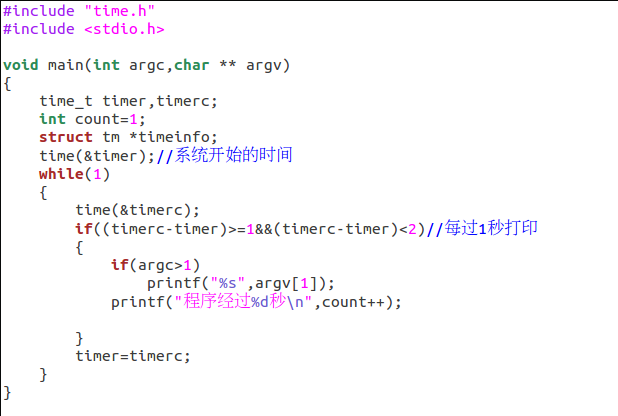 #include "time.h"
#include <stdio.h>
void main(int argc,char ** argv)
{
    time_t timer,timerc;
    int count=1;
    struct tm *timeinfo;
    time(&timer);//系统开始的时间
    while(1)
    {
        time(&timerc);
        if((timerc-timer)>=1&&(timerc-timer)<2)//每过1秒打印
        {
            if(argc>1)
                printf("%s",argv[1]);
            printf("程序经过%d秒\n",count++);
        }
        timer=timerc;
    }
}